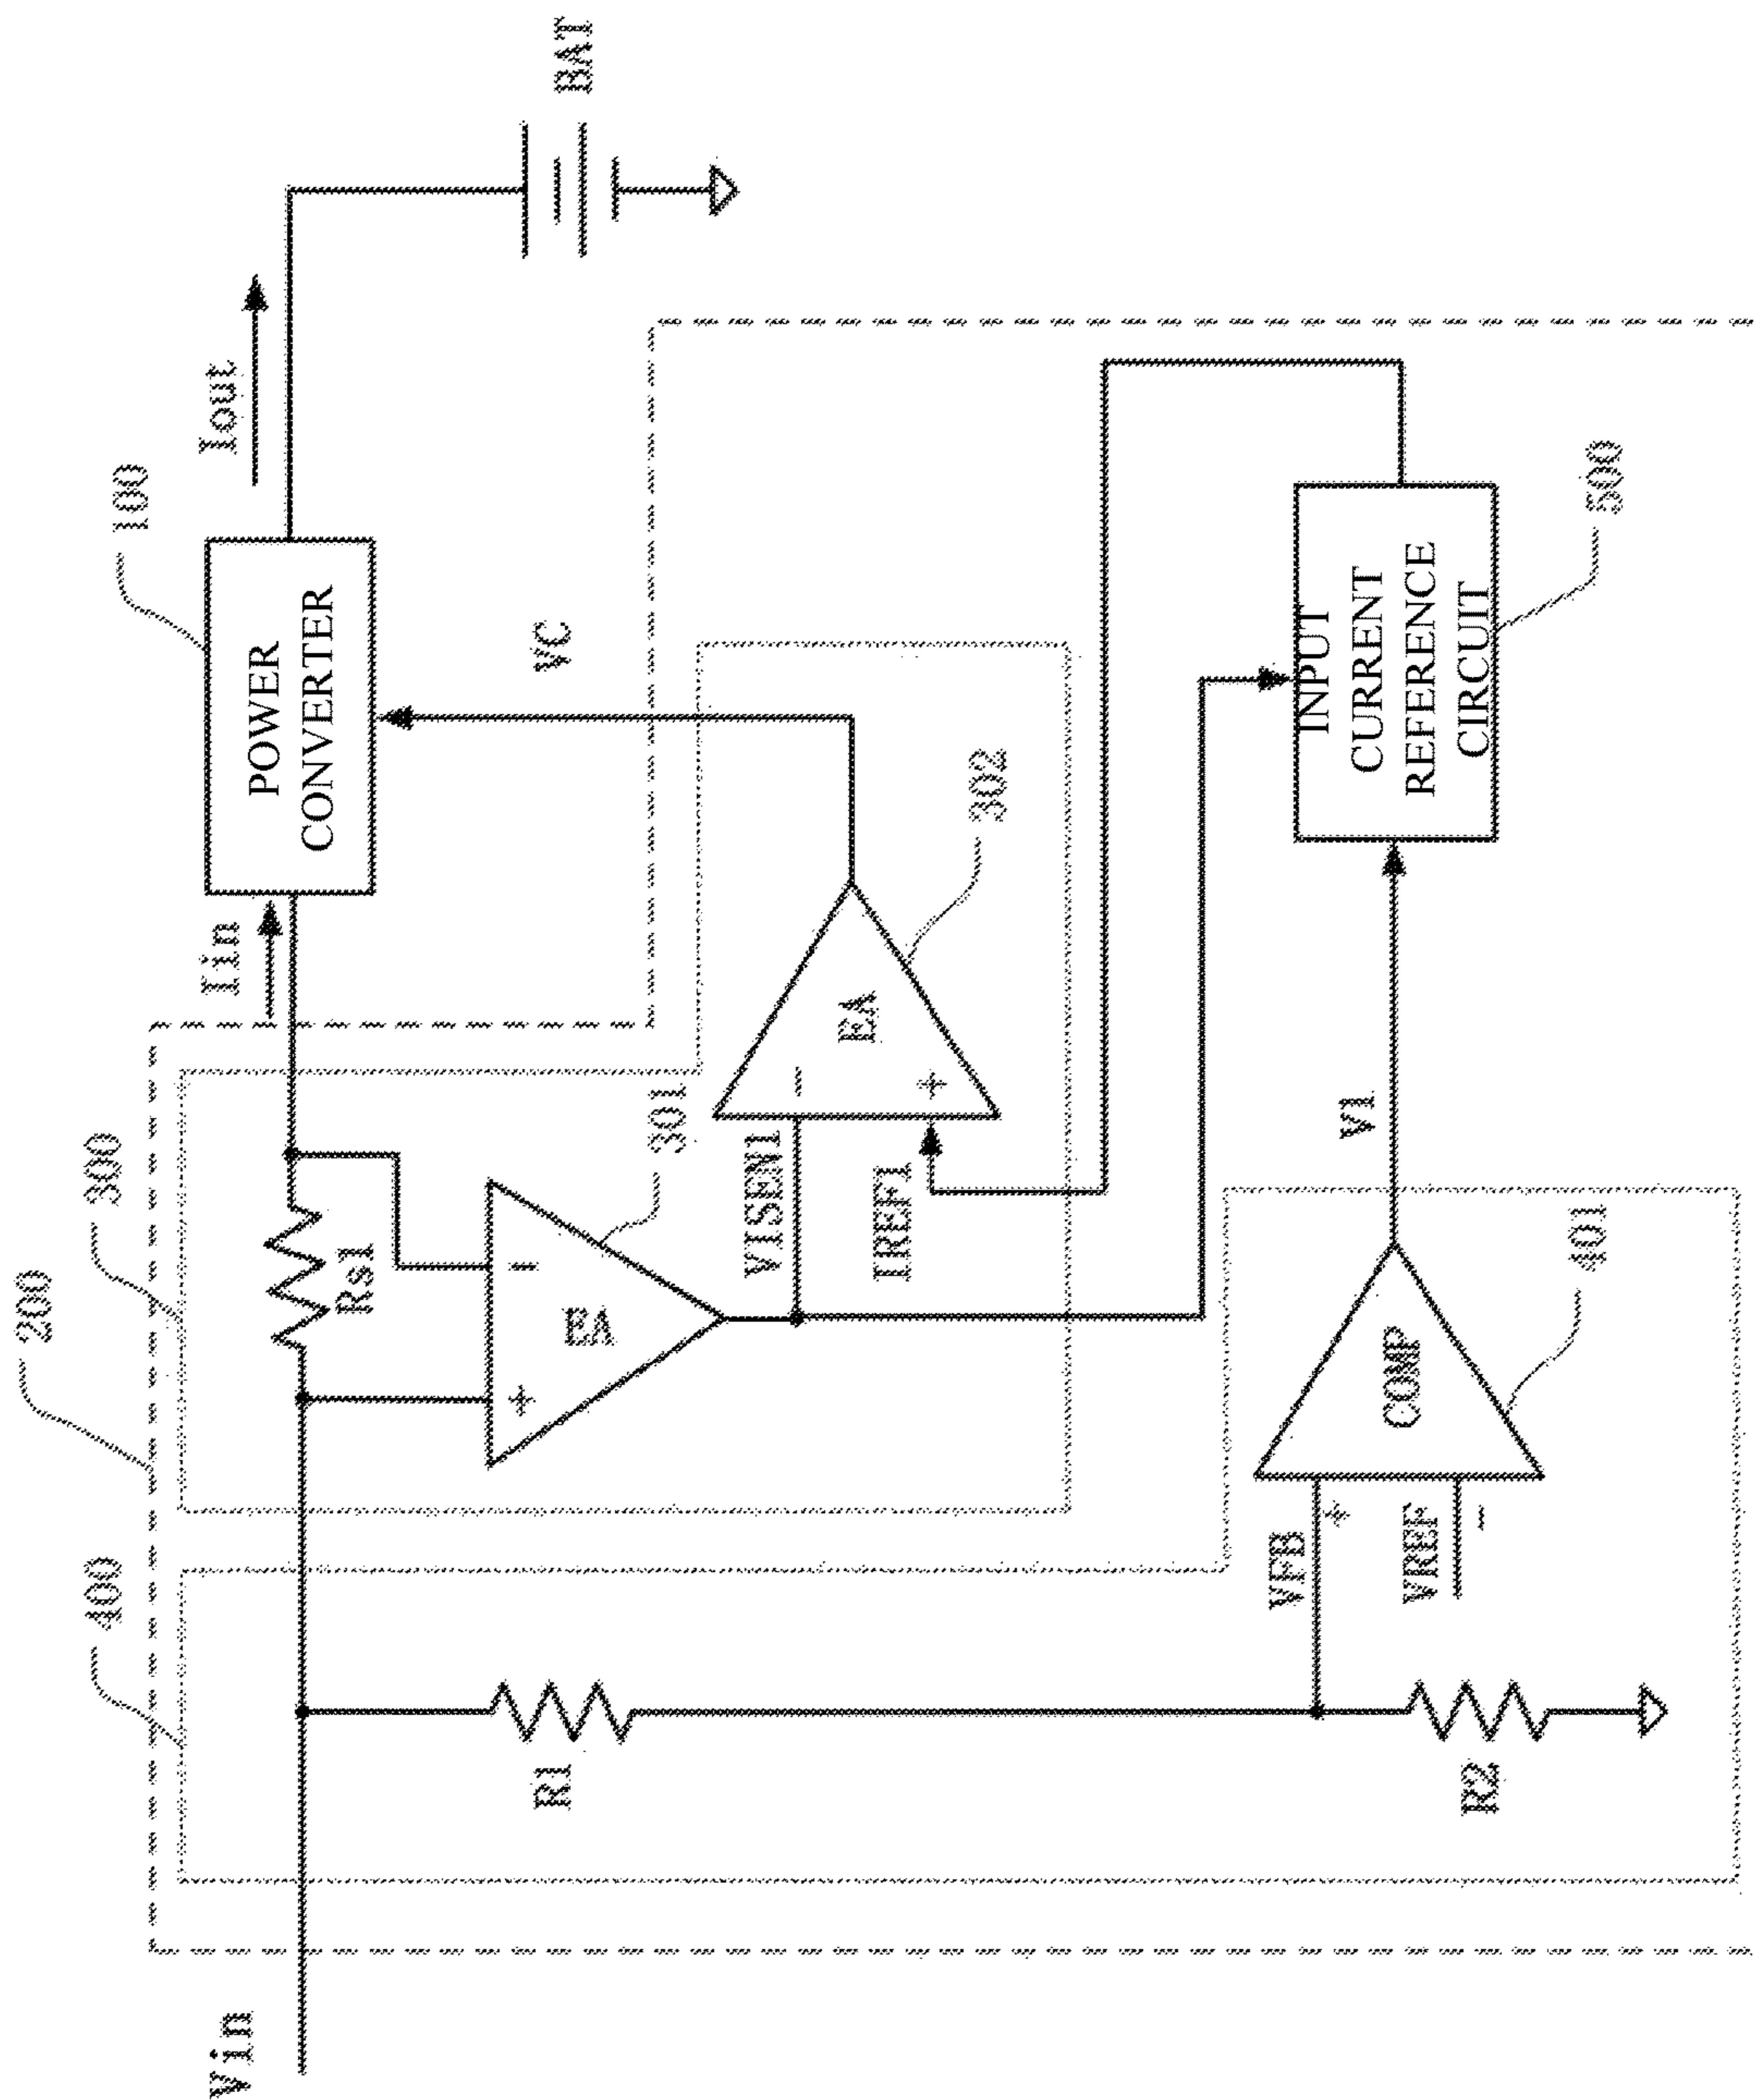 200
300
400
100
Vin
Iin
Iout
Rs1
POWER
CONVERTER
BAT
VC
R1
EA
+
-
301
VISEN1
IREF1
-
+
EA
302
VFB
+
VREF
-
COMP
401
V1
R2
INPUT
CURRENT
REFERENCE
CIRCUIT
500